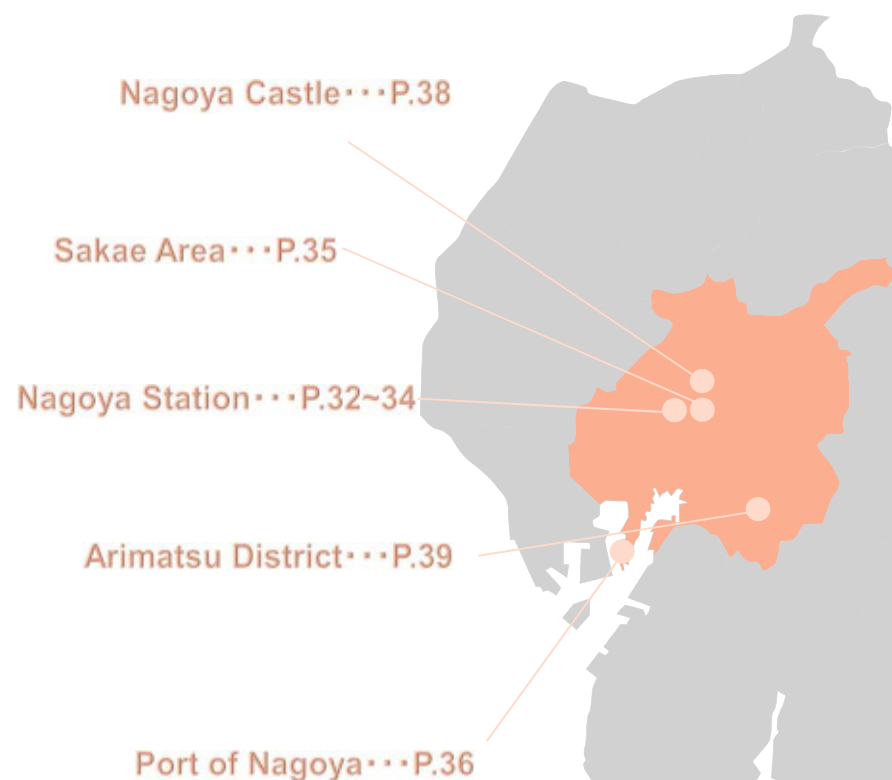 Nagoya Castle･･･P.38
Sakae Area･･･P.35
Nagoya Station･･･P.32~34
Arimatsu District･･･P.39
Port of Nagoya･･･P.36